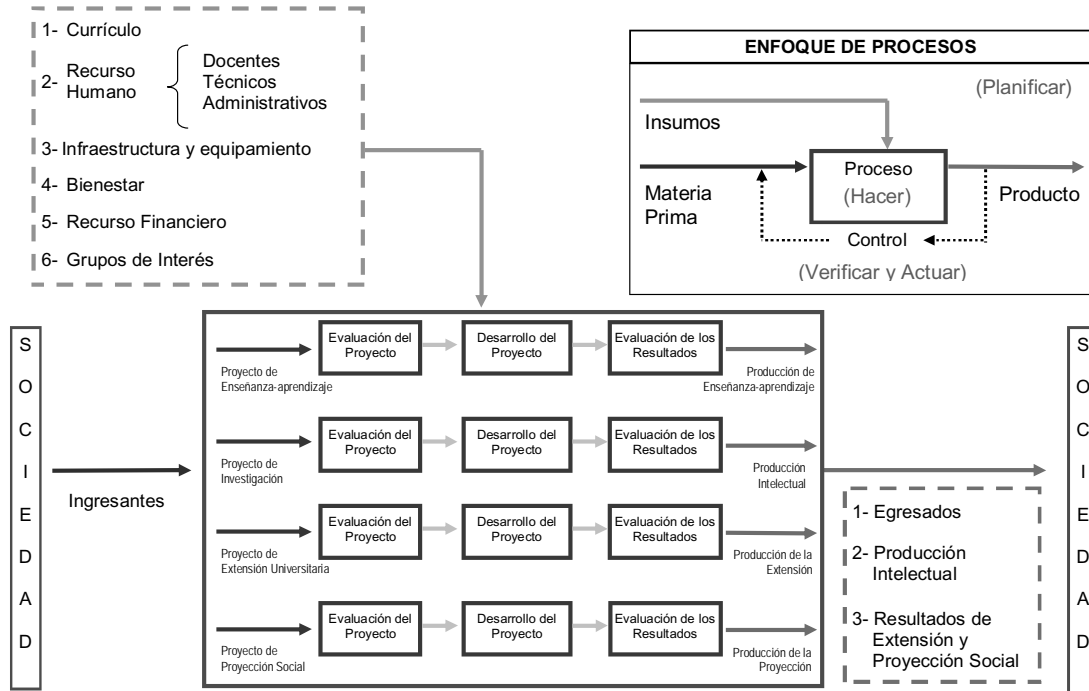 1- Currículo
2- Recurso
Humano
Docentes
Técnicos
Administrativos
3- Infraestructura y equipamiento
4- Bienestar
5- Recurso Financiero
6- Grupos de Interés
ENFOQUE DE PROCESOS
(Planificar)
Insumos
Materia
Prima
Proceso
(Hacer)
Producto
Control
(Verificar y Actuar)
S
O
C
I
E
D
A
D
Ingresantes
Proyecto de
Enseñanza-aprendizaje
Evaluación del
Proyecto
Desarrollo del
Proyecto
Evaluación de los
Resultados
Producción de
Enseñanza-aprendizaje
Proyecto de
Investigación
Evaluación del
Proyecto
Desarrollo del
Proyecto
Evaluación de los
Resultados
Producción
Intelectual
Proyecto de
Extensión Universitaria
Evaluación del
Proyecto
Desarrollo del
Proyecto
Evaluación de los
Resultados
Producción de la
Extensión
Proyecto de
Proyección Social
Evaluación del
Proyecto
Desarrollo del
Proyecto
Evaluación de los
Resultados
Producción de la
Proyección
1- Egresados
2- Producción
Intelectual
3- Resultados de
Extensión y
Proyección Social
S
O
C
I
E
D
A
D